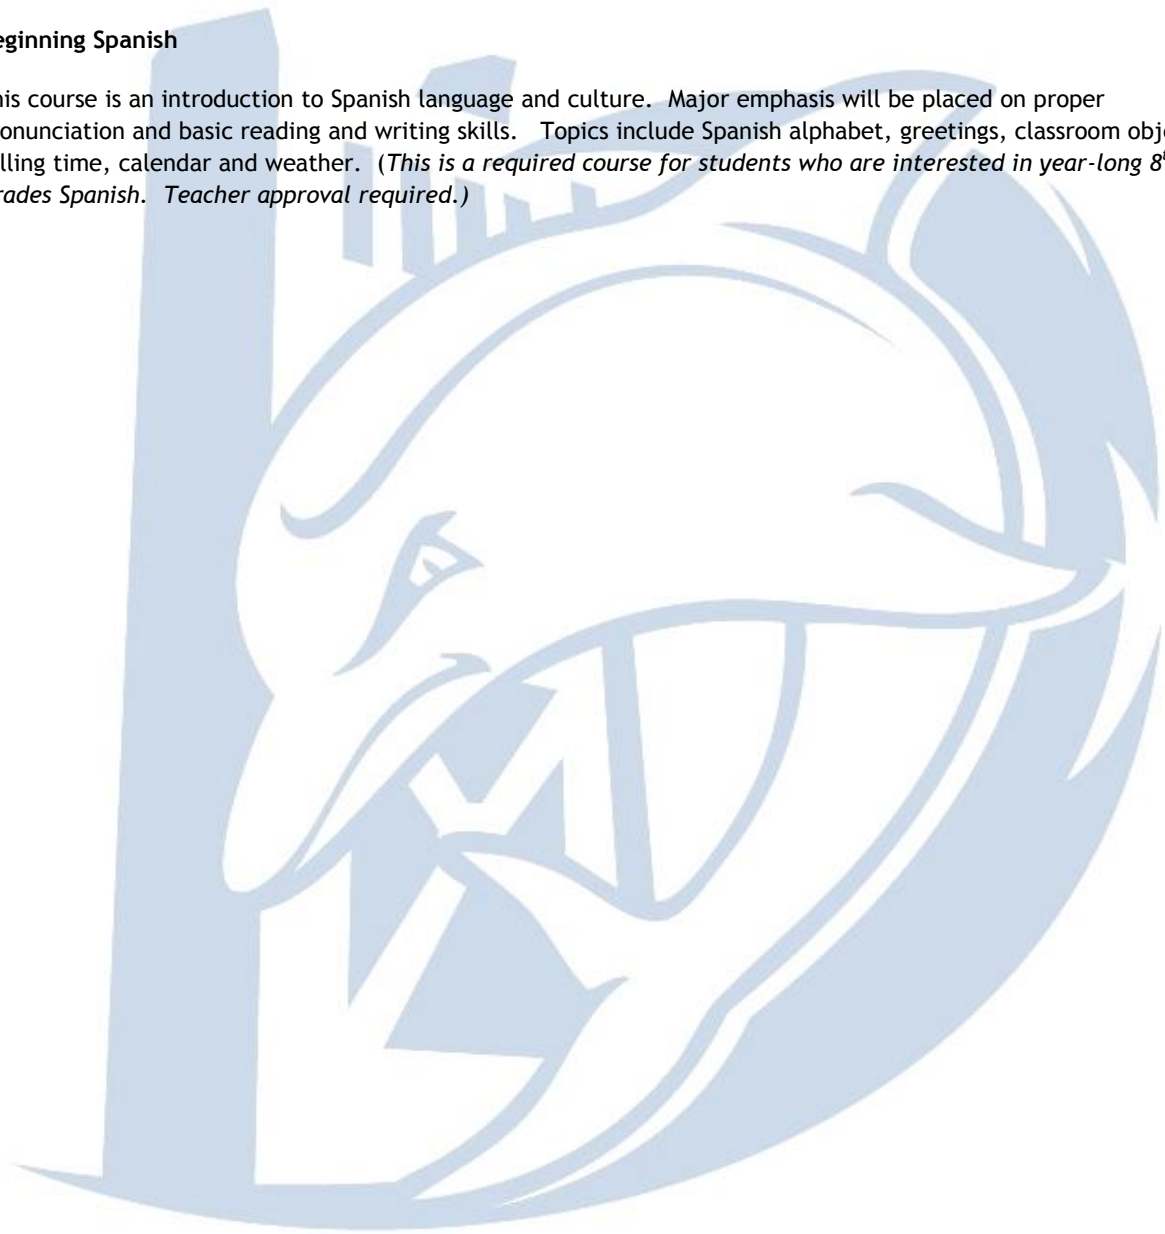 eginning Spanish
his course is an introduction to Spanish language and culture. Major emphasis will be placed on proper
onunciation and basic reading and writing skills. Topics include Spanish alphabet, greetings, classroom obj
lling time, calendar and weather. (This is a required course for students who are interested in year-long 8th
rades Spanish. Teacher approval required.)